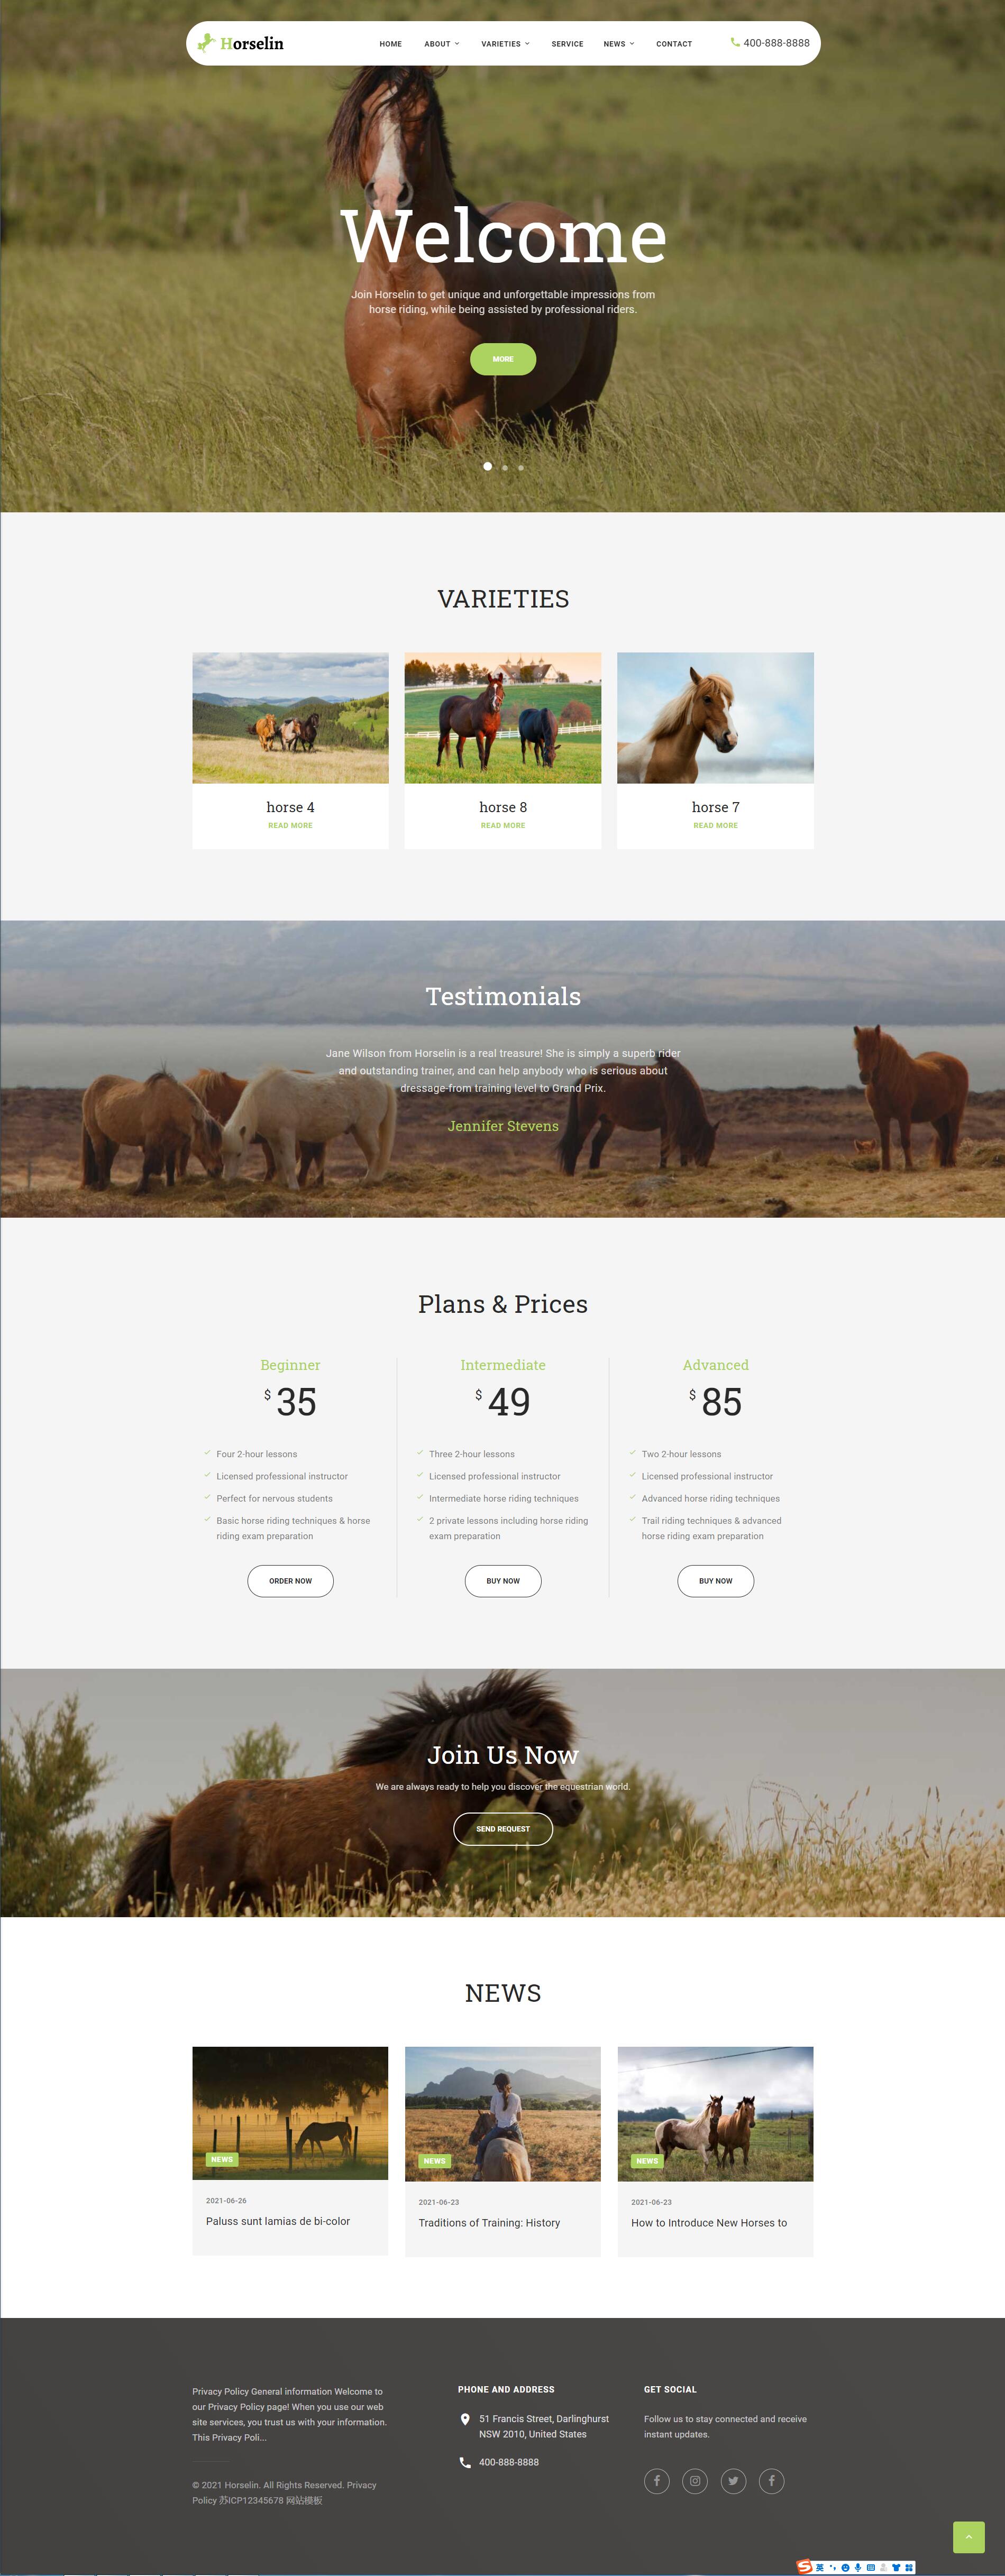 Horselin
HOME ABOUT VARIETIES SERVICE NEWS CONTACT 400-888-8888
Welcome
Join Horselin to get unique and unforgettable impressions from
horse riding, while being assisted by professional riders.
MORE
VARIETIES
horse 4
READ MORE
horse 8
READ MORE
horse 7
READ MORE
Testimonials
Jane Wilson from Horselin is a real treasure! She is simply a superb rider
and outstanding trainer, and can help anybody who is serious about
dressage-from training level to Grand Prix.
Jennifer Stevens
Plans & Prices
Beginner
$ 35
Four 2-hour lessons
Licensed professional instructor
Perfect for nervous students
Basic horse riding techniques & horse
riding exam preparation
ORDER NOW
Intermediate
$ 49
Three 2-hour lessons
Licensed professional instructor
Intermediate horse riding techniques
2 private lessons including horse riding
exam preparation
BUY NOW
Advanced
$ 85
Two 2-hour lessons
Licensed professional instructor
Advanced horse riding techniques
Trail riding techniques & advanced
horse riding exam preparation
BUY NOW
Join Us Now
We are always ready to help you discover the equestrian world.
SEND REQUEST
NEWS
NEWS
2021-06-26
Paluss sunt lamias de bi-color
NEWS
2021-06-23
Traditions of Training: History
NEWS
2021-06-23
How to Introduce New Horses to
Privacy Policy General information Welcome to
our Privacy Policy page! When you use our web
site services, you trust us with your information.
This Privacy Poli...
© 2021 Horselin. All Rights Reserved. Privacy
Policy 苏ICP12345678 网站模板
PHONE AND ADDRESS
51 Francis Street, Darlinghurst
NSW 2010, United States
400-888-8888
GET SOCIAL
Follow us to stay connected and receive
instant updates.
英